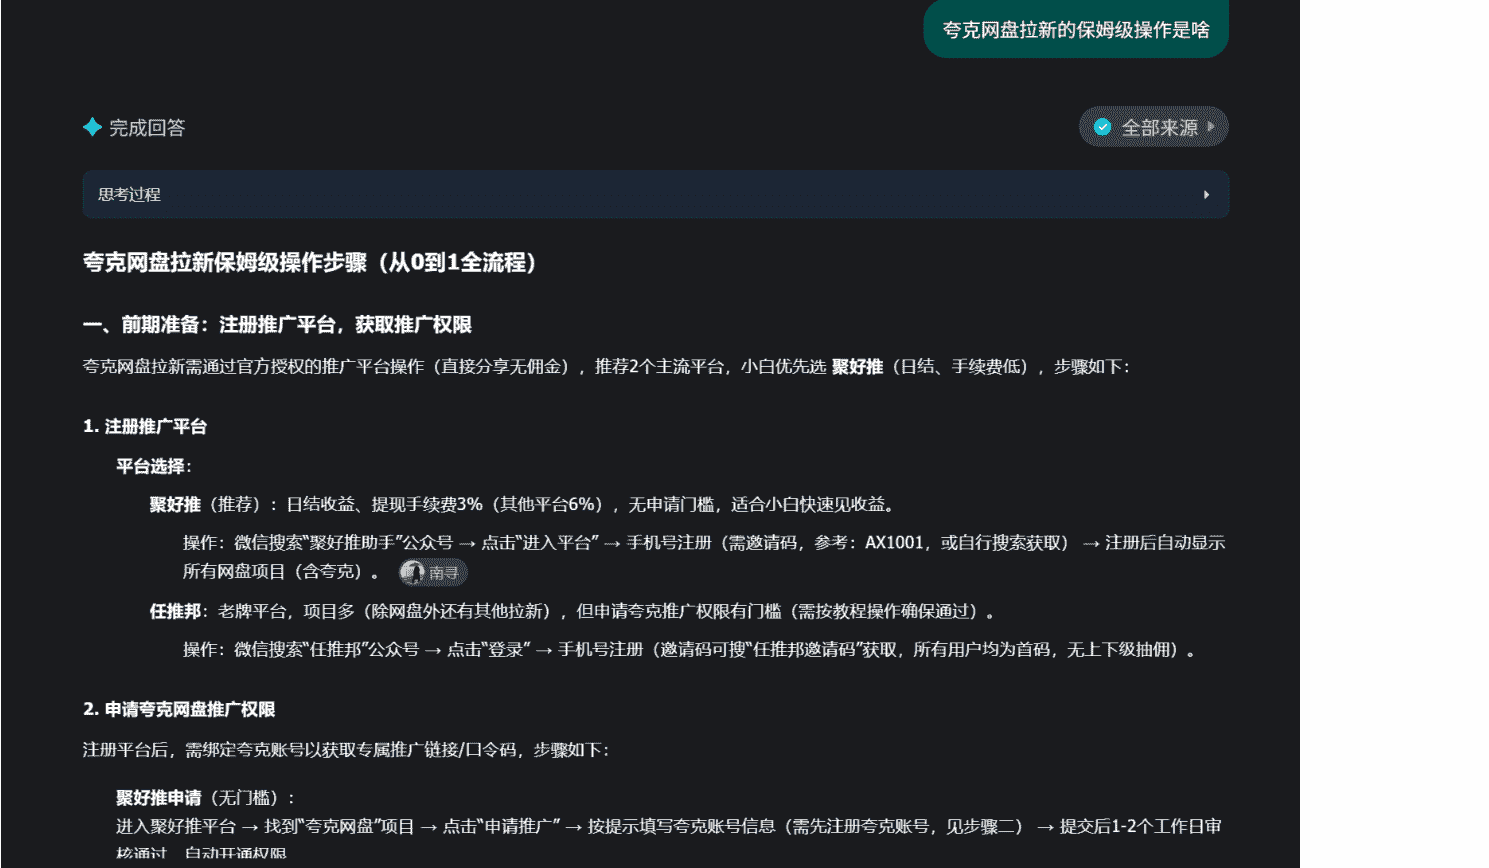 夸克网盘拉新的保姆级操作是啥
完成回答
全部来源
思考过程
夸克网盘拉新保姆级操作步骤（从0到1全流程）
一、前期准备：注册推广平台，获取推广权限
夸克网盘拉新需通过官方授权的推广平台操作（直接分享无佣金），推荐2个主流平台，小白优先选 聚好推（日结、手续费低），步骤如下：
1. 注册推广平台
平台选择：
聚好推（推荐）：日结收益、提现手续费3%（其他平台6%），无申请门槛，适合小白快速见收益。
操作：微信搜索“聚好推助手”公众号 → 点击“进入平台” → 手机号注册（需邀请码，参考：AX1001，或自行搜索获取） → 注册后自动显示
所有网盘项目（含夸克）。 南寻
任推邦：老牌平台，项目多（除网盘外还有其他拉新），但申请夸克推广权限有门槛（需按教程操作确保通过）。
操作：微信搜索“任推邦”公众号 → 点击“登录” → 手机号注册（邀请码可搜“任推邦邀请码”获取，所有用户均为首码，无上下级抽佣）。
2. 申请夸克网盘推广权限
注册平台后，需绑定夸克账号以获取专属推广链接/口令码，步骤如下：
聚好推申请（无门槛）：
进入聚好推平台 → 找到“夸克网盘”项目 → 点击“申请推广” → 按提示填写夸克账号信息（需先注册夸克账号，见步骤二） → 提交后1-2个工作日审
核通过，自动开通权限